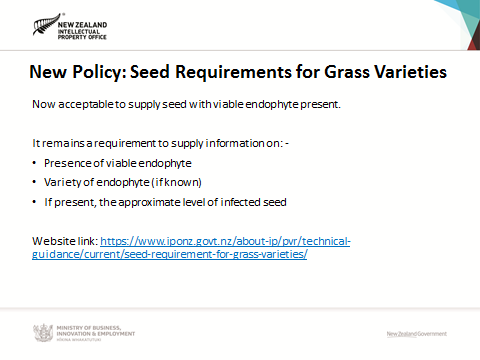 NEW ZEALAND
INTELLECTUAL
PROPERTY OFFICE
New Policy: Seed Requirements for Grass Varieties
Now acceptable to supply seed with viable endophyte present.
It remains a requirement to supply information on: -
• Presence of viable endophyte
• Variety of endophyte (if known)
• If present, the approximate level of infected seed
Website link: https://www.iponz.govt.nz/about-ip/pvr/technical-
guidance/current/seed-requirement-for-grass-varieties/
MINISTRY OF BUSINESS,
INNOVATION & EMPLOYMENT
HĪKINA WHAKATUTUKI
New Zealand Government